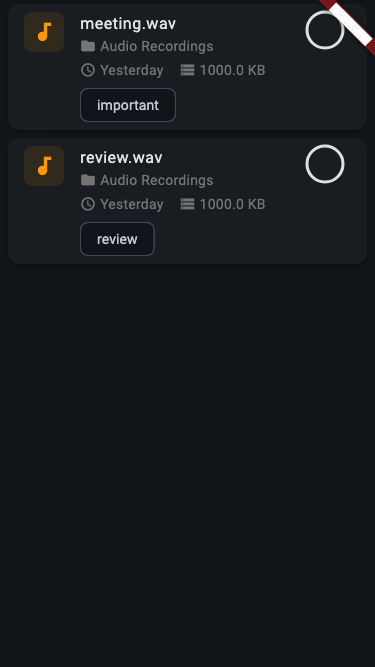 meeting.wav
Audio Recordings
Yesterday 1000.0 KB
important
review.wav
Audio Recordings
Yesterday 1000.0 KB
review